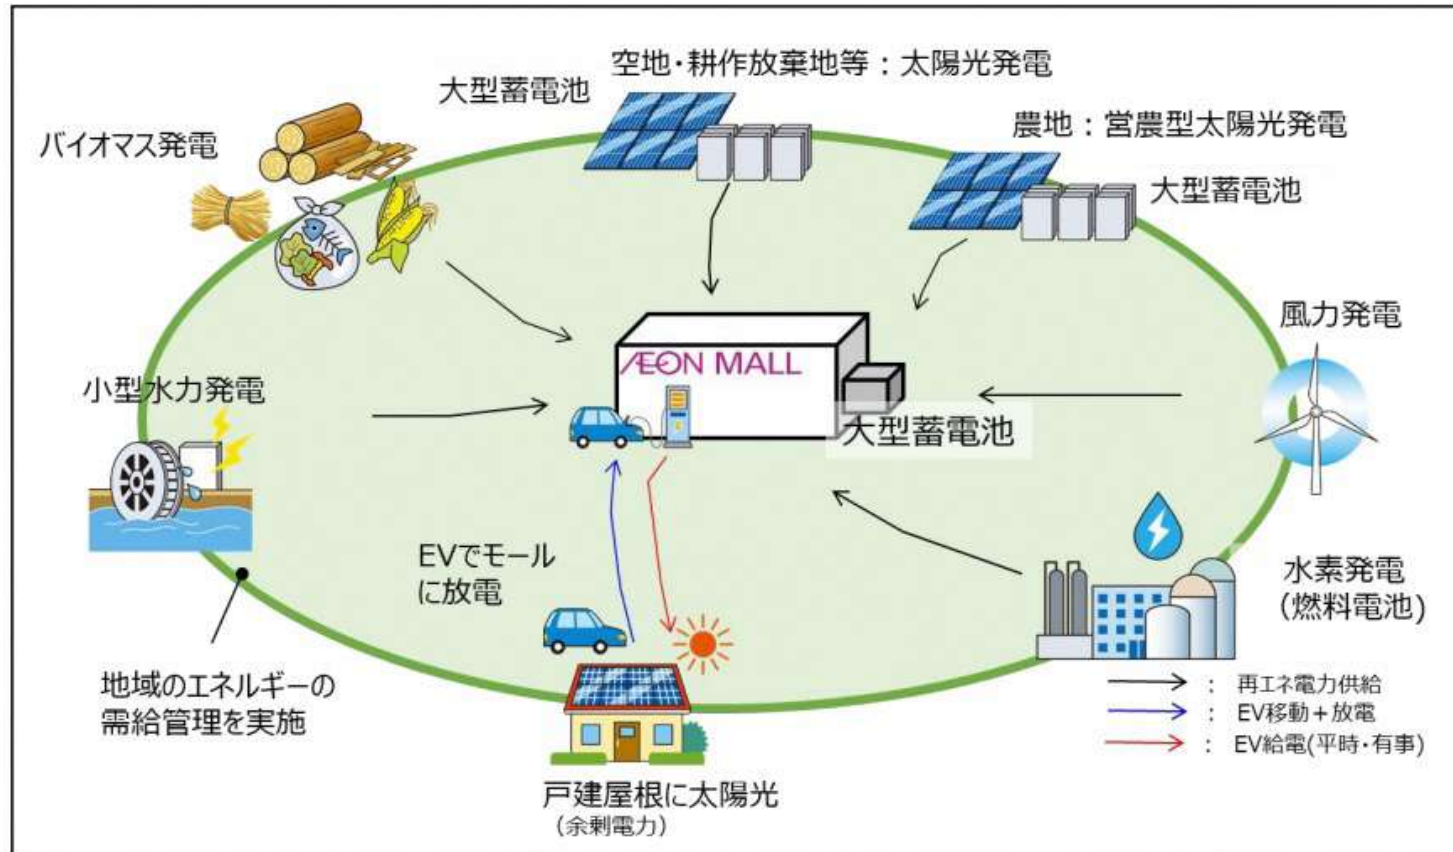 空地・耕作放棄地等：太陽光発電
大型蓄電池
農地：営農型太陽光発電
大型蓄電池
バイオマス発電
風力発電
ÆON MALL
小型水力発電
大型蓄電池
EVでモール
に放電
水素発電
(燃料電池)
地域のエネルギーの
需給管理を実施
：再エネ電力供給
：EV移動＋放電
：EV給電(平時・有事)
戸建屋根に太陽光
（余剰電力）